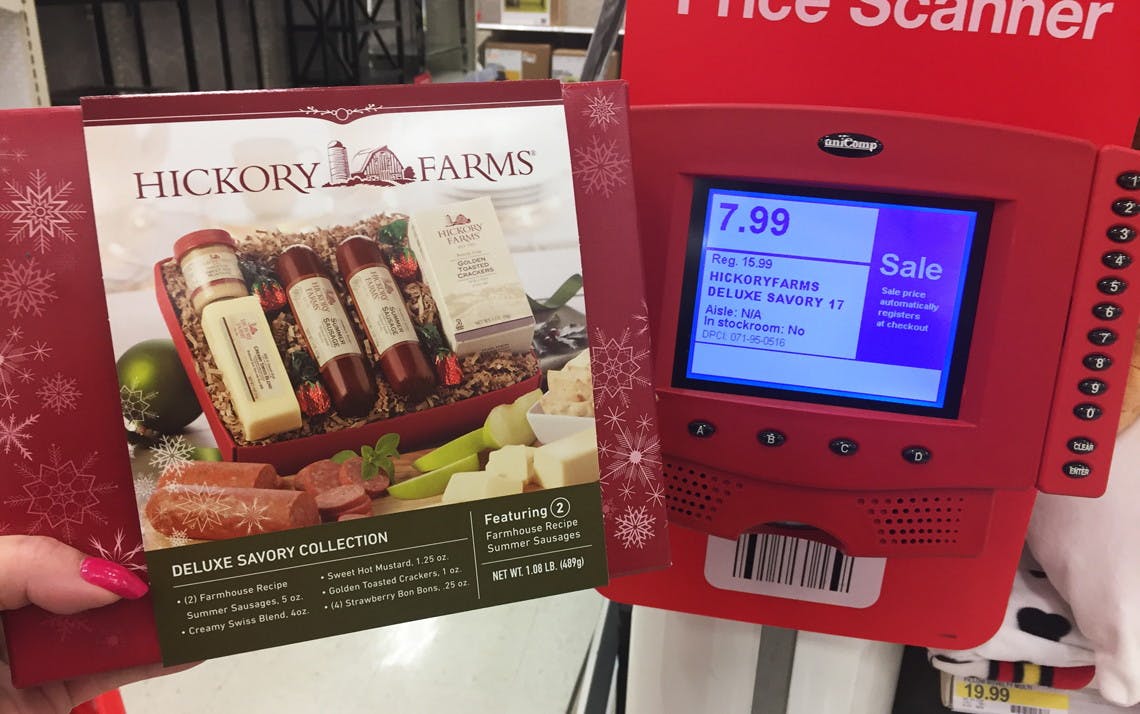 Price Scanner
HICKORY FARMS®
HICKORY
FARMS
GOLDEN
TOASTED
CRACKERS
SUMMER
SAUSAGE
SUMMER
SAUSAGE
DELUXE SAVORY COLLECTION
• (2) Farmhouse Recipe
Summer Sausages, 5 oz.
• Creamy Swiss Blend, 4oz.
• Sweet Hot Mustard, 1.25 oz.
• Golden Toasted Crackers, 1 oz.
• (4) Strawberry Bon Bons, .25 oz.
Featuring 2
Farmhouse Recipe
Summer Sausages
NET WT. 1.08 LB. (489g)
uniComp
7.99
Reg. 15.99
HICKORYFARMS
DELUXE SAVORY 17
Aisle: N/A
In stockroom: No
DPCI: 071-95-0516
Sale
Sale price
automatically
registers
at checkout
A B C D
1
2
3
4
5
6
7
8
9
0
CLEAR
ENTER
19.99